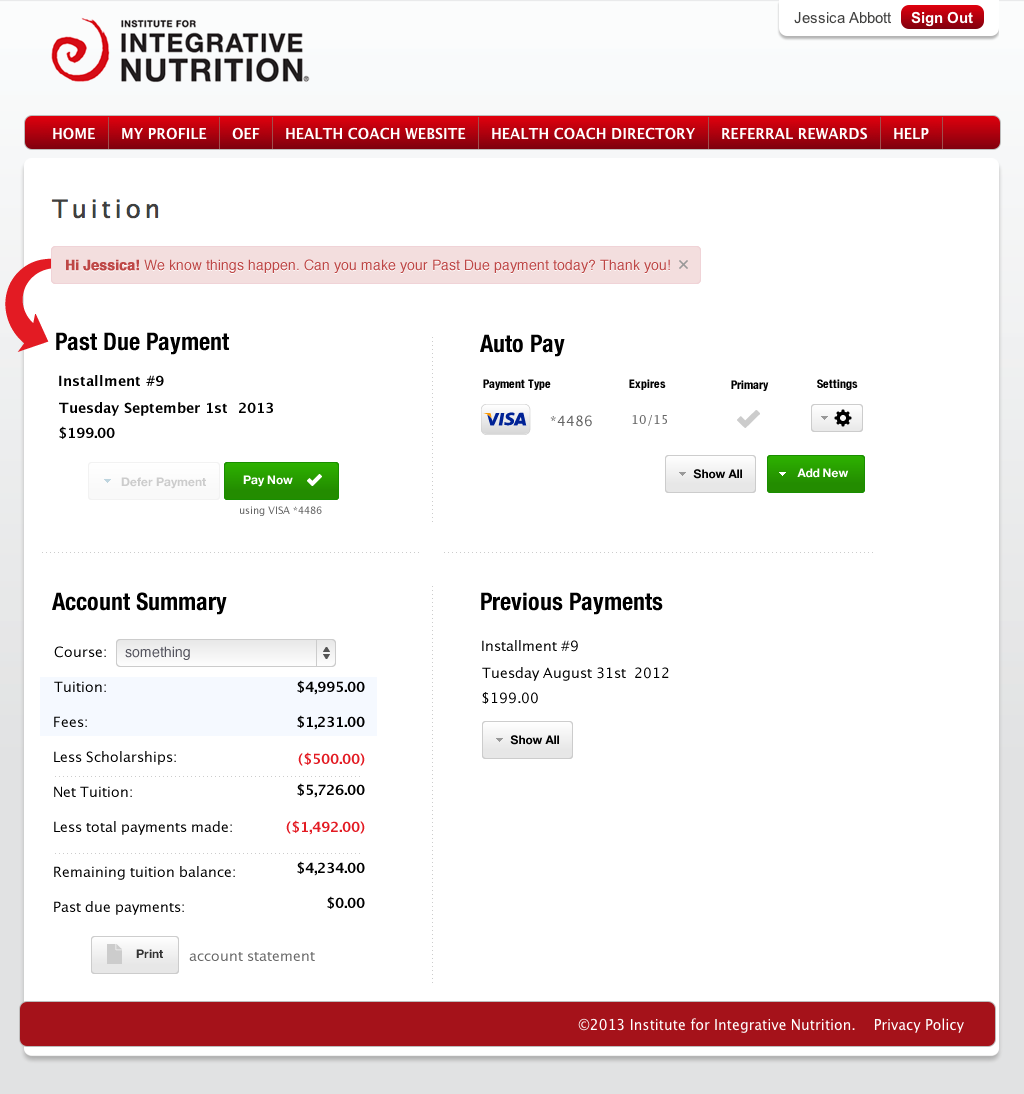 Jessica Abbott Sign Out
INSTITUTE FOR
INTEGRATIVE
NUTRITION®
HOME MY PROFILE OEF HEALTH COACH WEBSITE HEALTH COACH DIRECTORY REFERRAL REWARDS HELP
Tuition
Hi Jessica! We know things happen. Can you make your Past Due payment today? Thank you! ×
Past Due Payment
Installment #9
Tuesday September 1st 2013
$199.00
Defer Payment Pay Now
using VISA *4486
Auto Pay
Payment Type Expires Primary Settings
VISA *4486 10/15
Show All Add New
Account Summary
Course: something
Tuition: $4,995.00
Fees: $1,231.00
Less Scholarships: ($500.00)
Net Tuition: $5,726.00
Less total payments made: ($1,492.00)
Remaining tuition balance: $4,234.00
Past due payments: $0.00
Print account statement
Previous Payments
Installment #9
Tuesday August 31st 2012
$199.00
Show All
©2013 Institute for Integrative Nutrition. Privacy Policy